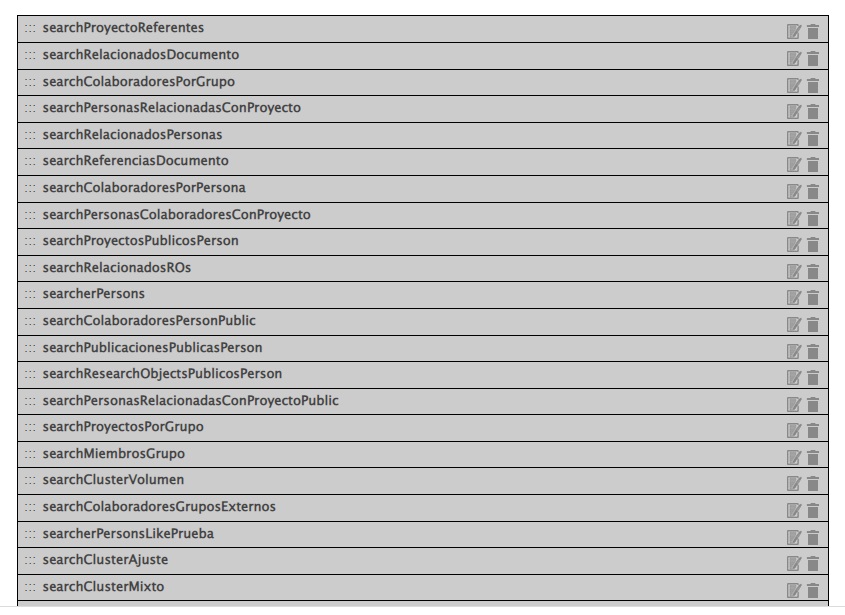 ::: searchProyectoReferentes
::: searchRelacionadosDocumento
::: searchColaboradoresPorGrupo
::: searchPersonasRelacionadasConProyecto
::: searchRelacionadosPersonas
::: searchReferenciasDocumento
::: searchColaboradoresPorPersona
::: searchPersonasColaboradoresConProyecto
::: searchProyectosPublicosPerson
::: searchRelacionadosROs
::: searcherPersons
::: searchColaboradoresPersonPublic
::: searchPublicacionesPublicasPerson
::: searchResearchObjectsPublicosPerson
::: searchPersonasRelacionadasConProyectoPublic
::: searchProyectosPorGrupo
::: searchMiembrosGrupo
::: searchClusterVolumen
::: searchColaboradoresGruposExternos
::: searcherPersonsLikePrueba
::: searchClusterAjuste
::: searchClusterMixto